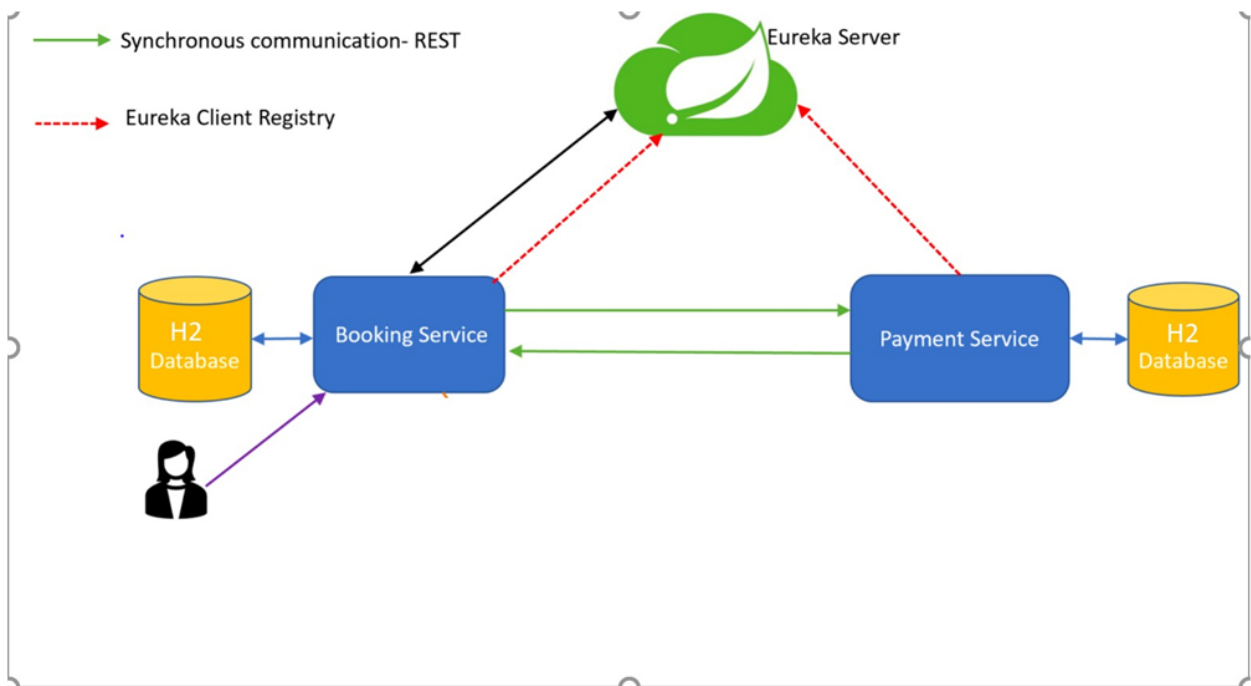 Synchronous communication- REST
Eureka Server
Eureka Client Registry
H2
Database
Booking Service
Payment Service
H2
Database